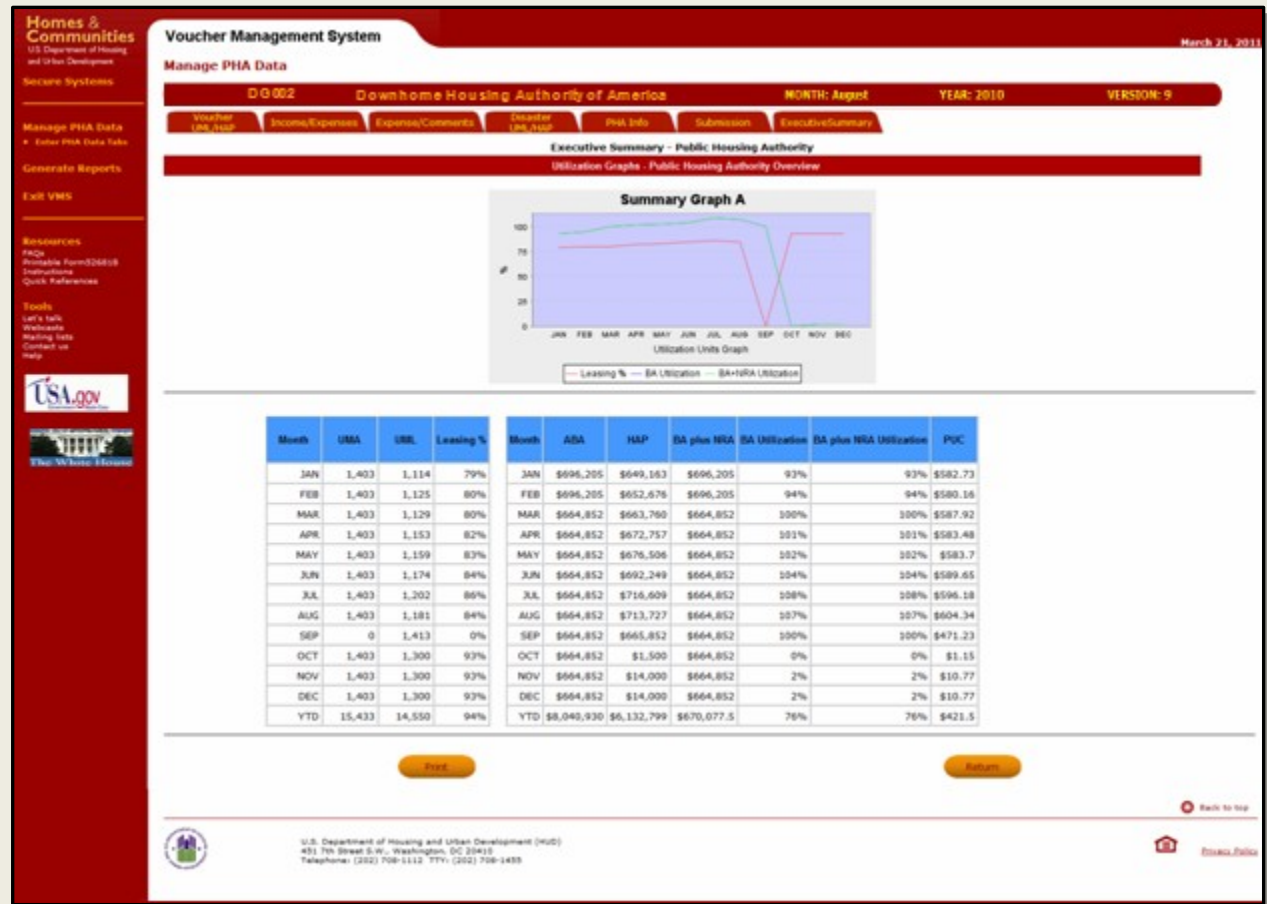 Homes &
Communities
U.S. Department of Housing
and Urban Development
Secure Systems
Manage PHA Data
Enter PHA Data Tabs
Generate Reports
Exit VMS
Resources
FAQs
Printable Form52681B
Instructions
Quick References
Tools
Let's talk
Webcasts
Mailing lists
Contact us
Help
USA.gov
The White House
Voucher Management System
March 21, 2011
Manage PHA Data
DG002 Downhome Housing Authority of America MONTH: August YEAR: 2010 VERSION: 9
Voucher UML/HAP Income/Expenses Expense/Comments Disaster UML/HAP PHA Info Submission ExecutiveSummary
Executive Summary - Public Housing Authority
Utilization Graphs - Public Housing Authority Overview
Summary Graph A
100
75
%
50
25
0
JAN FEB MAR APR MAY JUN JUL AUG SEP OCT NOV DEC
Utilization Units Graph
Leasing % BA Utilization BA+NRA Utilization
Month UMA UML Leasing % Month ABA HAP BA plus NRA BA Utilization BA plus NRA Utilization PUC
JAN 1,403 1,114 79% JAN $696,205 $649,163 $696,205 93% 93% $582.73
FEB 1,403 1,125 80% FEB $696,205 $652,676 $696,205 94% 94% $580.16
MAR 1,403 1,129 80% MAR $664,852 $663,760 $664,852 100% 100% $587.92
APR 1,403 1,153 82% APR $664,852 $672,757 $664,852 101% 101% $583.48
MAY 1,403 1,159 83% MAY $664,852 $676,506 $664,852 102% 102% $583.7
JUN 1,403 1,174 84% JUN $664,852 $692,249 $664,852 104% 104% $589.65
JUL 1,403 1,202 86% JUL $664,852 $716,609 $664,852 108% 108% $596.18
AUG 1,403 1,181 84% AUG $664,852 $713,727 $664,852 107% 107% $604.34
SEP 0 1,413 0% SEP $664,852 $665,852 $664,852 100% 100% $471.23
OCT 1,403 1,300 93% OCT $664,852 $1,500 $664,852 0% 0% $1.15
NOV 1,403 1,300 93% NOV $664,852 $14,000 $664,852 2% 2% $10.77
DEC 1,403 1,300 93% DEC $664,852 $14,000 $664,852 2% 2% $10.77
YTD 15,433 14,550 94% YTD $8,040,930 $6,132,799 $670,077.5 76% 76% $421.5
Print Return
Back to top
U.S. Department of Housing and Urban Development (HUD)
451 7th Street S.W., Washington, DC 20410
Telephone: (202) 708-1112 TTY: (202) 708-1455
Privacy Policy